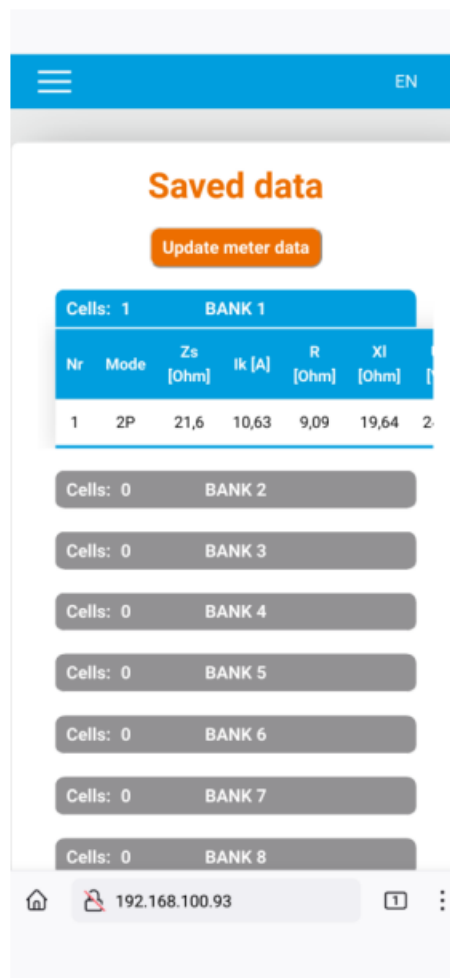 EN
Saved data
Update meter data
Cells: 1 BANK 1
Nr Mode Zs [Ohm] Ik [A] R [Ohm] Xl [Ohm]
1 2P 21,6 10,63 9,09 19,64
Cells: 0 BANK 2
Cells: 0 BANK 3
Cells: 0 BANK 4
Cells: 0 BANK 5
Cells: 0 BANK 6
Cells: 0 BANK 7
Cells: 0 BANK 8
192.168.100.93
1